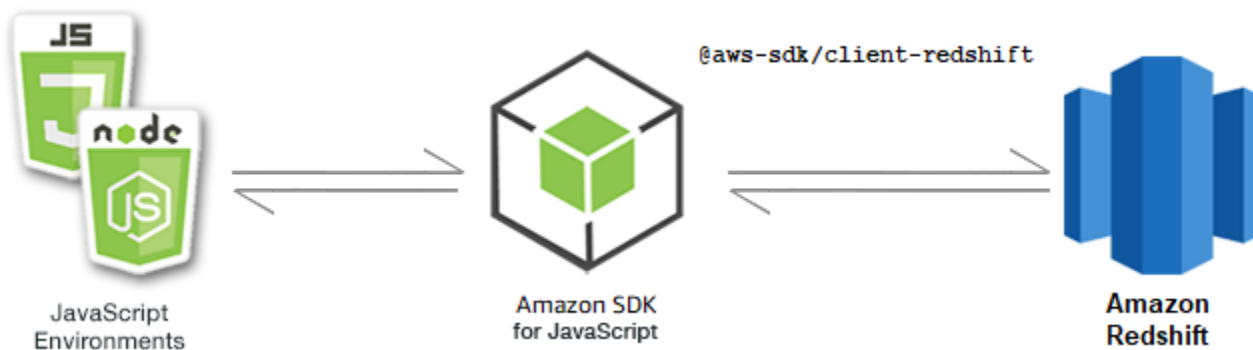 JS
node
JS
@aws-sdk/client-redshift
JavaScript
Environments
Amazon SDK
for JavaScript
Amazon
Redshift